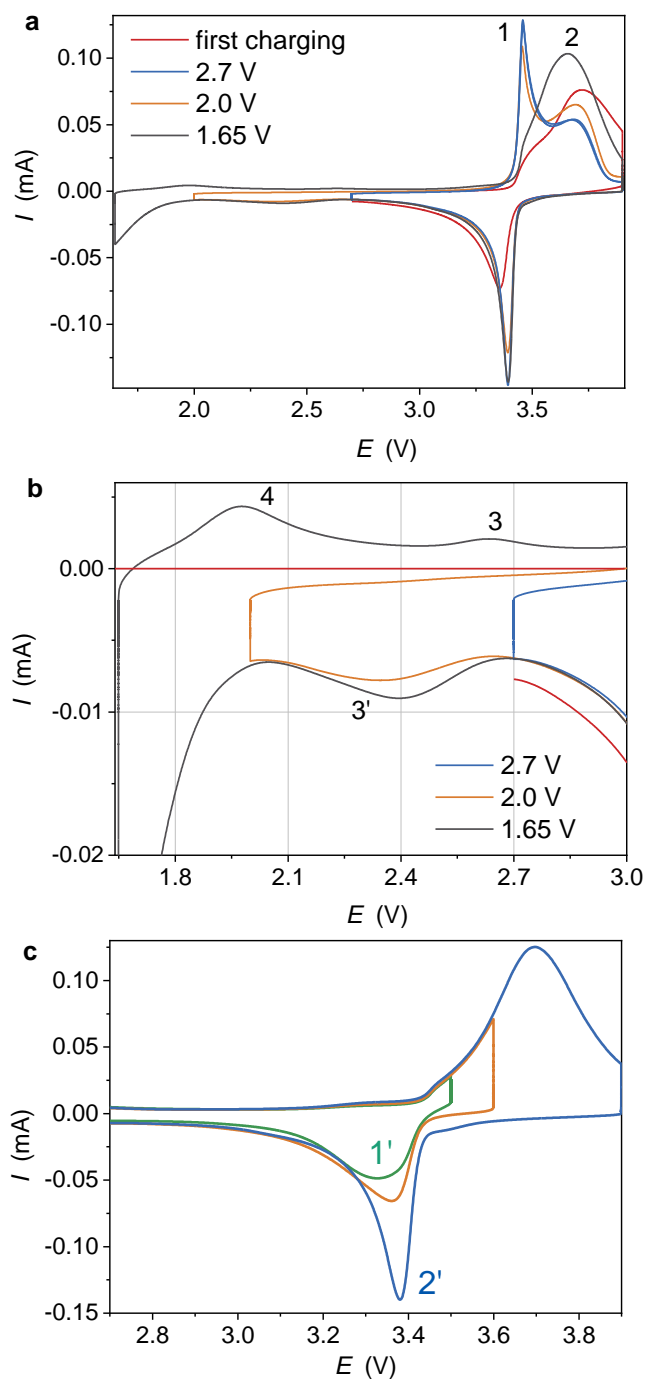 a
first charging
2.7 V
2.0 V
1.65 V
1
2
0.10
0.05
0.00
-0.05
-0.10
I (mA)
2.0
2.5
3.0
3.5
E (V)
b
4
3
0.00
3'
-0.01
-0.02
I (mA)
2.7 V
2.0 V
1.65 V
1.8
2.1
2.4
2.7
3.0
E (V)
c
0.10
0.05
0.00
-0.05
-0.10
-0.15
I (mA)
1'
2'
2.8
3.0
3.2
3.4
3.6
3.8
E (V)